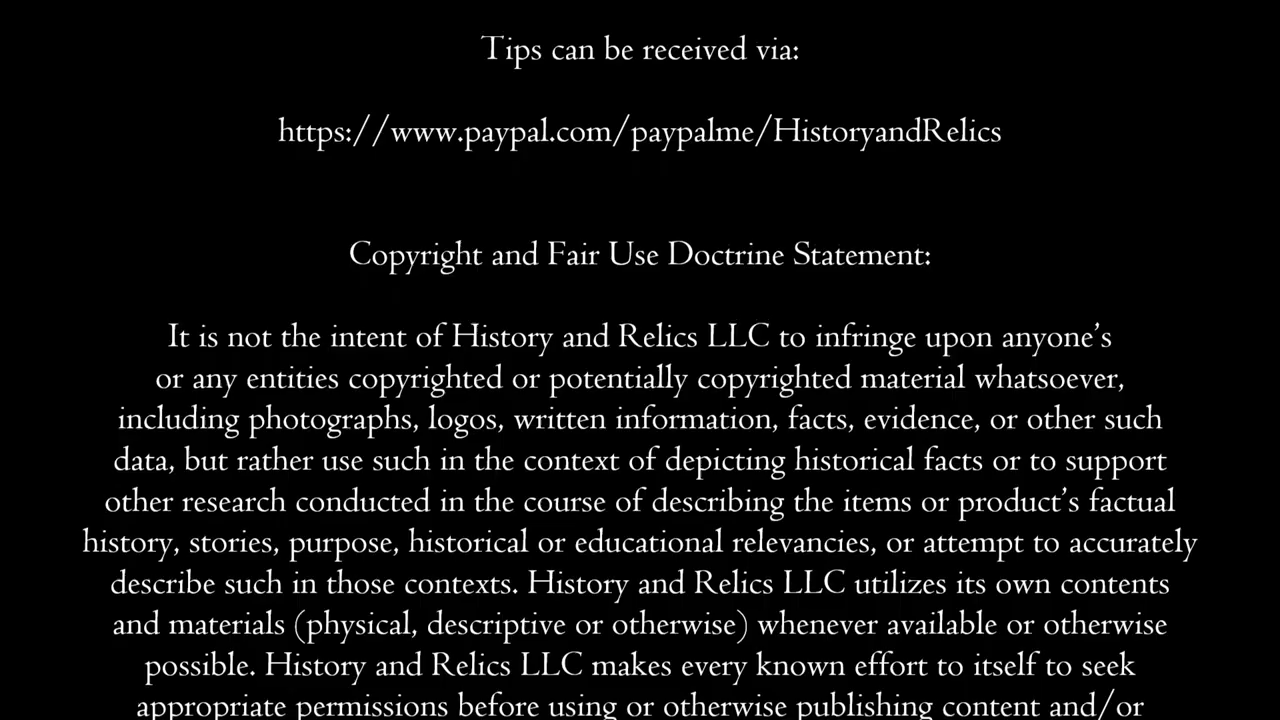 Tips can be received via:
https://www.paypal.com/paypalme/HistoryandRelics
Copyright and Fair Use Doctrine Statement:
It is not the intent of History and Relics LLC to infringe upon anyone's
or any entities copyrighted or potentially copyrighted material whatsoever,
including photographs, logos, written information, facts, evidence, or other such
data, but rather use such in the context of depicting historical facts or to support
other research conducted in the course of describing the items or product's factual
history, stories, purpose, historical or educational relevancies, or attempt to accurately
describe such in those contexts. History and Relics LLC utilizes its own contents
and materials (physical, descriptive or otherwise) whenever available or otherwise
possible. History and Relics LLC makes every known effort to itself to seek
appropriate permissions before using or otherwise publishing content and/or